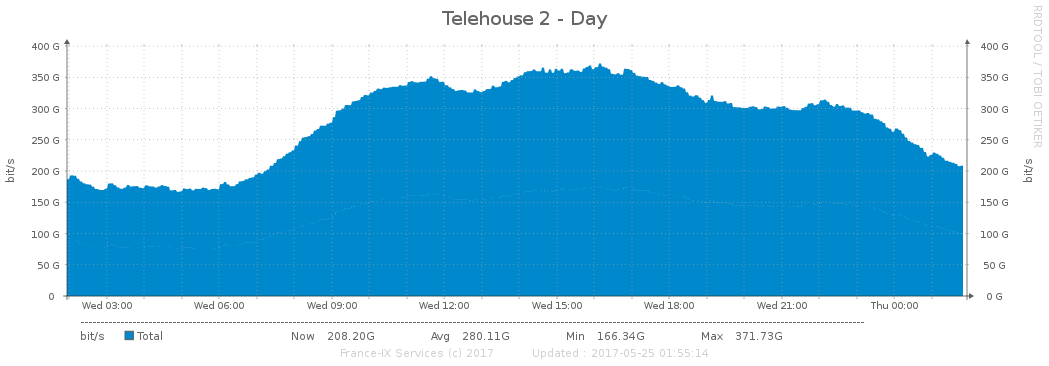 Telehouse 2 - Day
RRDTOOL / TOBI OETIKER
bit/s
400 G
350 G
300 G
250 G
200 G
150 G
100 G
50 G
0
400 G
350 G
300 G
250 G
200 G
150 G
100 G
50 G
0 G
bit/s
Wed 03:00 Wed 06:00 Wed 09:00 Wed 12:00 Wed 15:00 Wed 18:00 Wed 21:00 Thu 00:00
bit/s Total Now 208.20G Avg 280.11G Min 166.34G Max 371.73G
France-IX Services (c) 2017 Updated : 2017-05-25 01:55:14